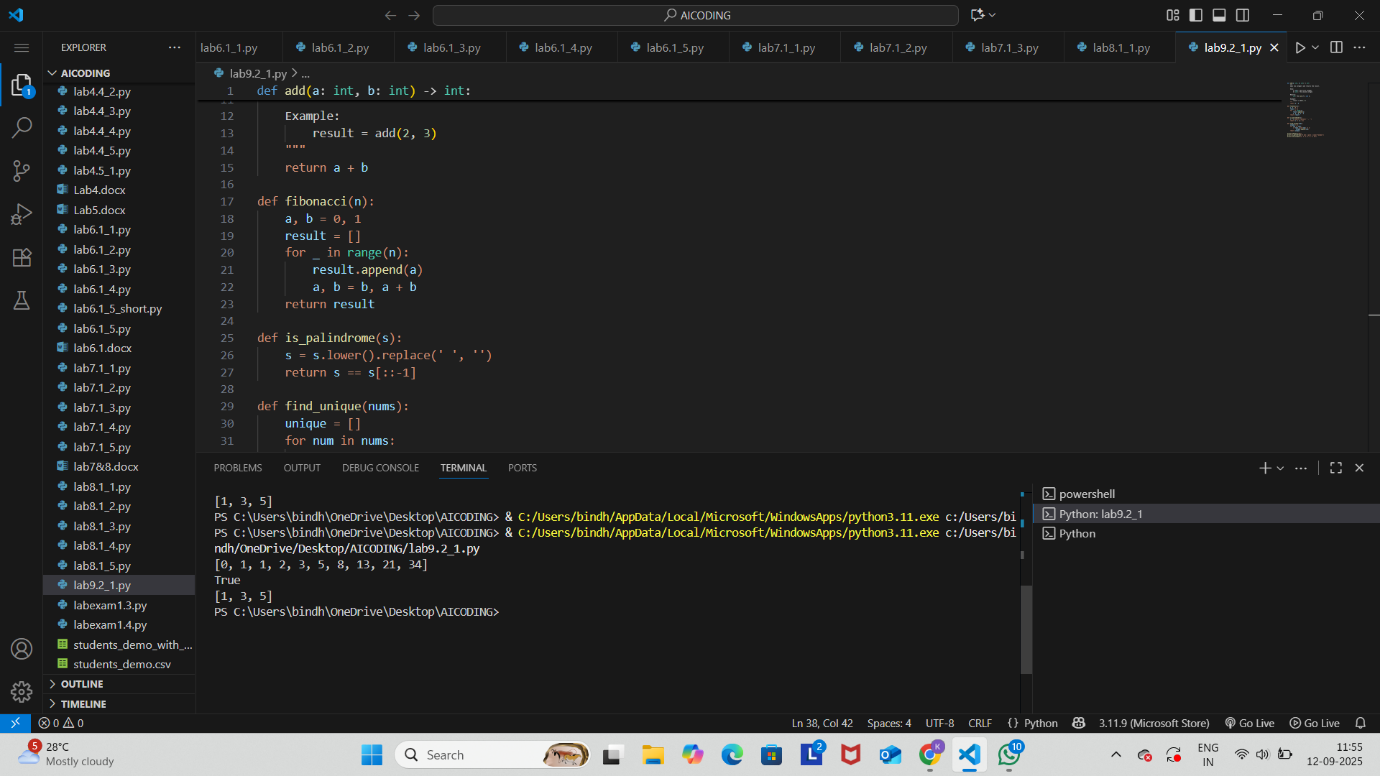 AICODING
EXPLORER
lab6.1_1.py
lab6.1_2.py
lab6.1_3.py
lab6.1_4.py
lab6.1_5.py
lab7.1_1.py
lab7.1_2.py
lab7.1_3.py
lab8.1_1.py
lab9.2_1.py
AICODING
lab4.4_2.py
lab4.4_3.py
lab4.4_4.py
lab4.4_5.py
lab4.5_1.py
Lab4.docx
Lab5.docx
lab6.1_1.py
lab6.1_2.py
lab6.1_3.py
lab6.1_4.py
lab6.1_5_short.py
lab6.1_5.py
lab6.1.docx
lab7.1_1.py
lab7.1_2.py
lab7.1_3.py
lab7.1_4.py
lab7.1_5.py
lab7&8.docx
lab8.1_1.py
lab8.1_2.py
lab8.1_3.py
lab8.1_4.py
lab8.1_5.py
lab9.2_1.py
labexam1.3.py
labexam1.4.py
students_demo_with_...
students_demo.csv
OUTLINE
TIMELINE
1
lab9.2_1.py > ...
1 def add(a: int, b: int) -> int:
12 Example:
13 result = add(2, 3)
14 """
15 return a + b
16
17 def fibonacci(n):
18 a, b = 0, 1
19 result = []
20 for _ in range(n):
21 result.append(a)
22 a, b = b, a + b
23 return result
24
25 def is_palindrome(s):
26 s = s.lower().replace(' ', '')
27 return s == s[::-1]
28
29 def find_unique(nums):
30 unique = []
31 for num in nums:
PROBLEMS OUTPUT DEBUG CONSOLE TERMINAL PORTS
[1, 3, 5]
PS C:\Users\bindh\OneDrive\Desktop\AICODING> & C:/Users/bindh/AppData/Local/Microsoft/WindowsApps/python3.11.exe c:/Users/bi
PS C:\Users\bindh\OneDrive\Desktop\AICODING> & C:/Users/bindh/AppData/Local/Microsoft/WindowsApps/python3.11.exe c:/Users/bi
ndh/OneDrive/Desktop/AICODING/lab9.2_1.py
[0, 1, 1, 2, 3, 5, 8, 13, 21, 34]
True
[1, 3, 5]
PS C:\Users\bindh\OneDrive\Desktop\AICODING>
powershell
Python: lab9.2_1
Python
0 0 Ln 38, Col 42 Spaces: 4 UTF-8 CRLF {} Python 3.11.9 (Microsoft Store) Go Live Go Live
5
28°C
Mostly cloudy
Search
2
K
10
ENG
IN
11:55
12-09-2025